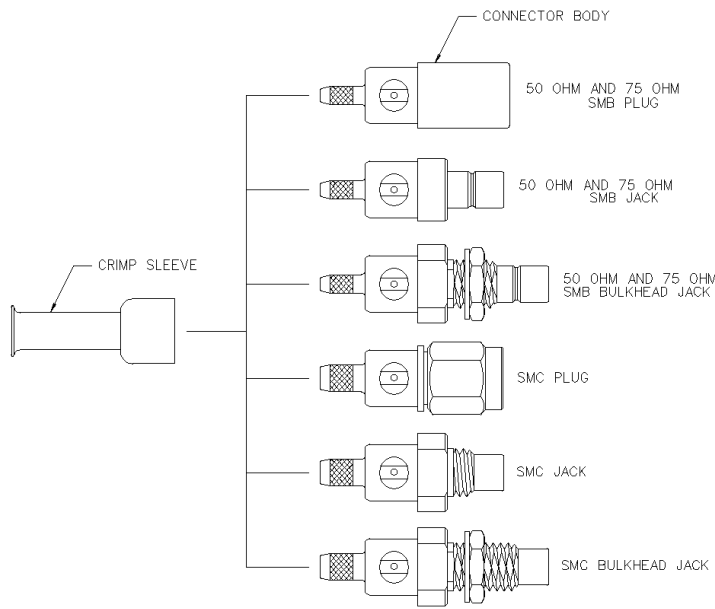 CONNECTOR BODY
50 OHM AND 75 OHM
SMB PLUG
50 OHM AND 75 OHM
SMB JACK
CRIMP SLEEVE
50 OHM AND 75 OHM
SMB BULKHEAD JACK
SMC PLUG
SMC JACK
SMC BULKHEAD JACK